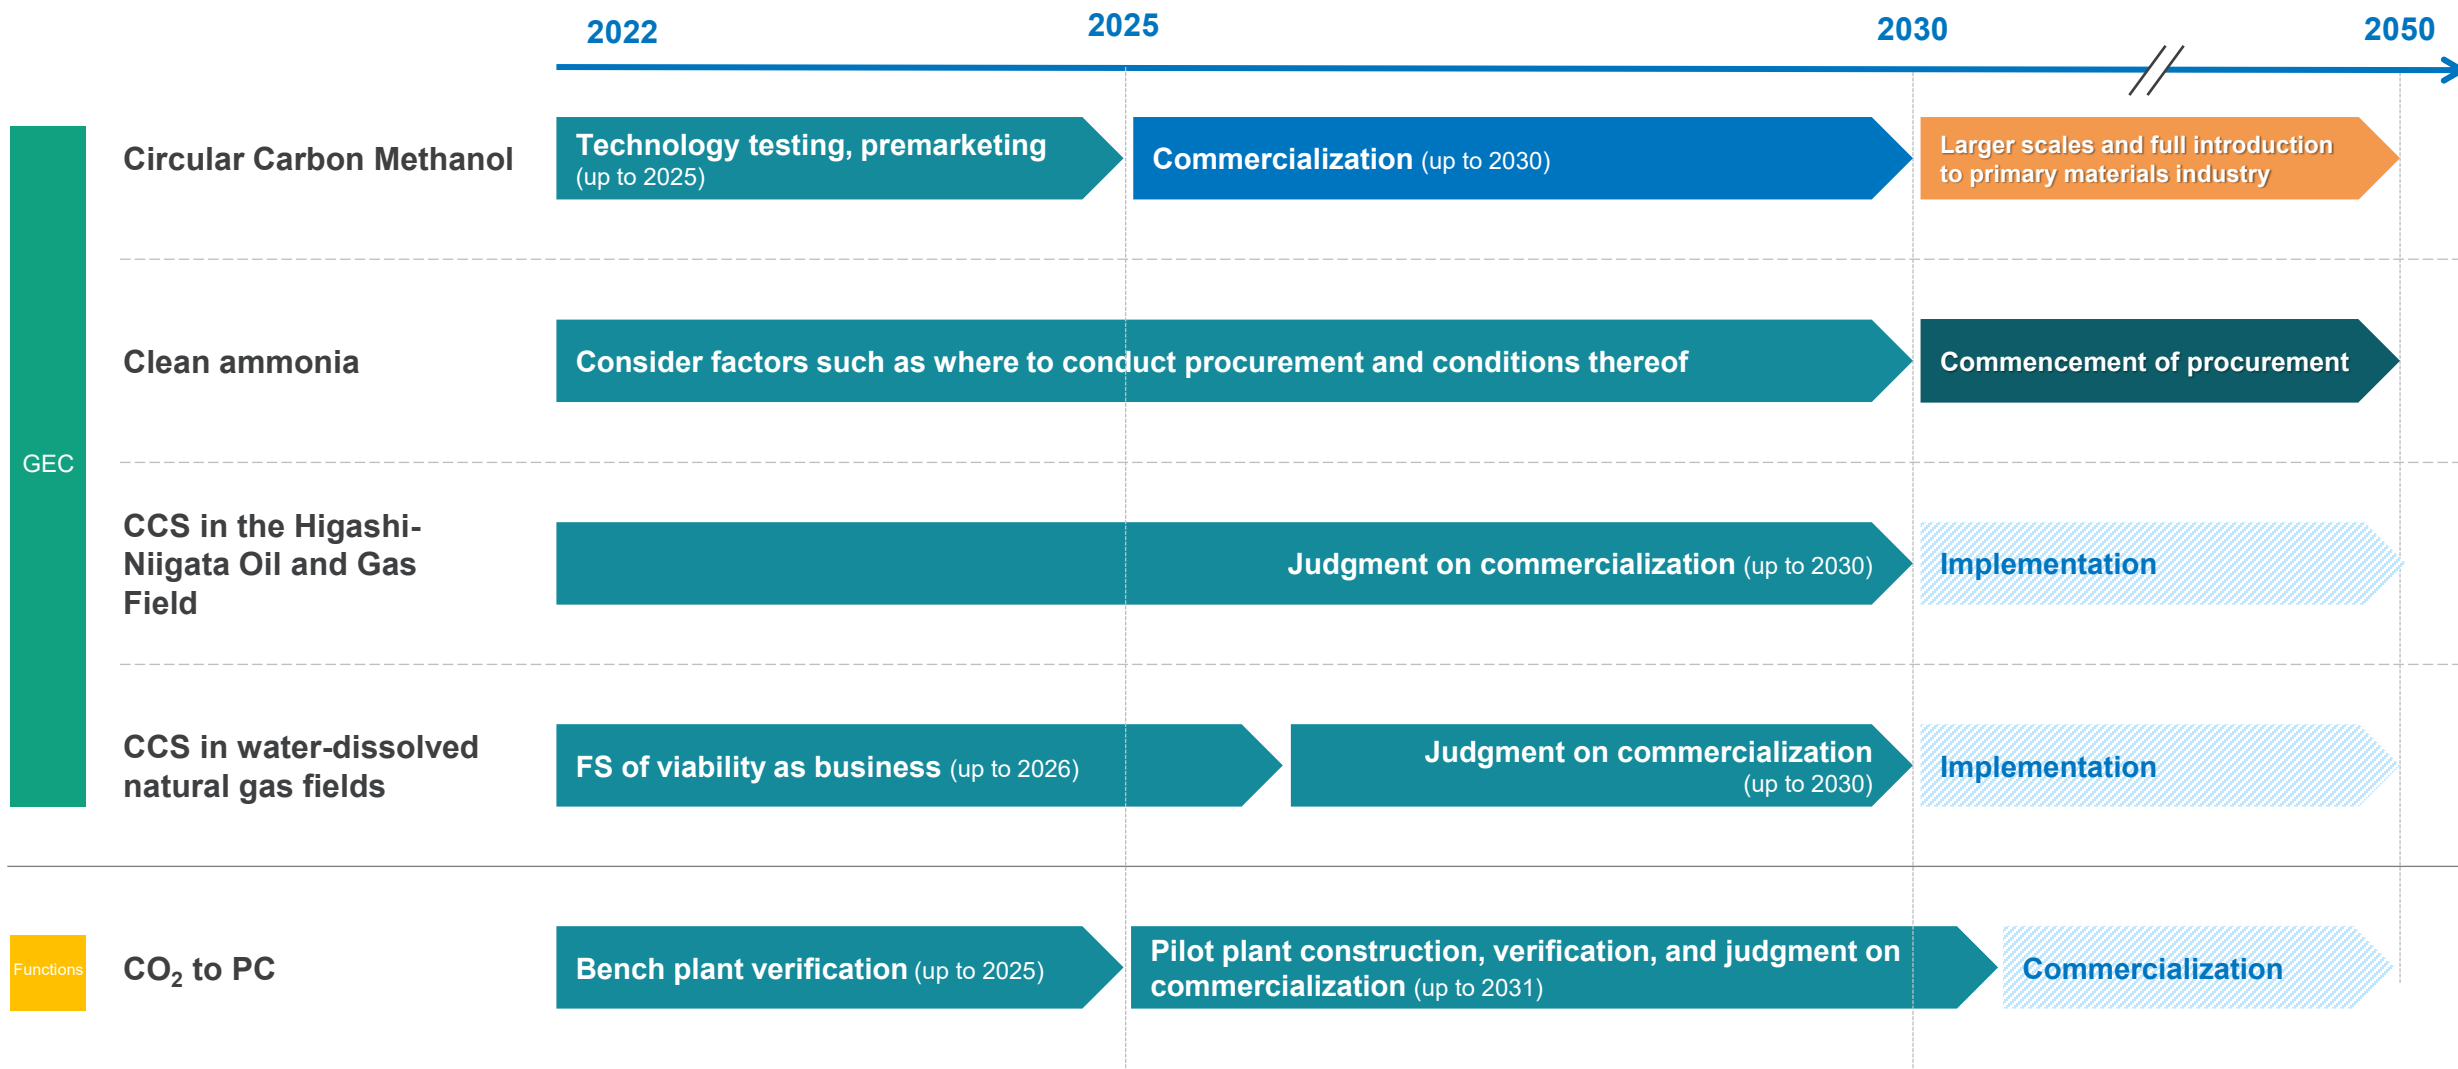 2022
2025
2030
2050
GEC
Circular Carbon Methanol
Technology testing, premarketing
(up to 2025)
Commercialization (up to 2030)
Larger scales and full introduction
to primary materials industry
Clean ammonia
Consider factors such as where to conduct procurement and conditions thereof
Commencement of procurement
CCS in the Higashi-
Niigata Oil and Gas
Field
Judgment on commercialization (up to 2030)
Implementation
CCS in water-dissolved
natural gas fields
FS of viability as business (up to 2026)
Judgment on commercialization
(up to 2030)
Implementation
Functions
CO₂ to PC
Bench plant verification (up to 2025)
Pilot plant construction, verification, and judgment on
commercialization (up to 2031)
Commercialization